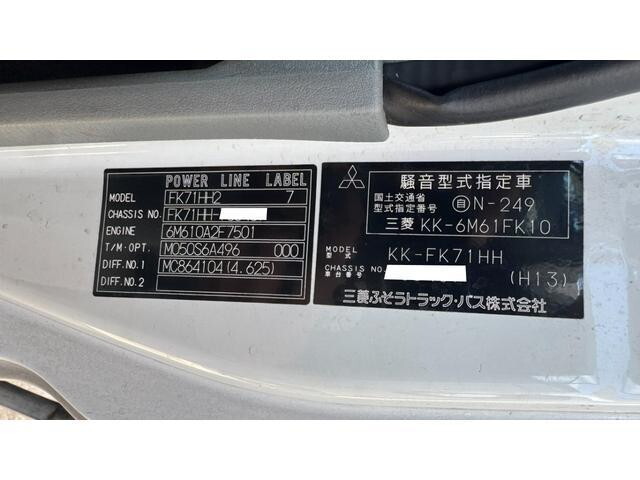 POWER LINE LABEL
MODEL FK71HH2 7
CHASSIS NO. FK71HH-
ENGINE 6M610A2F7501
T/M・OPT. M050S6A496 000
DIFF.NO.1 MC864104(4.625)
DIFF.NO.2
騒音型式指定車
国土交通省
型式指定番号 自N-249
三菱 KK-6M61FK10
MODEL KK-FK71HH
型式
CHASSIS NO.
車台番号 (H13)
三菱ふそうトラック・バス株式会社